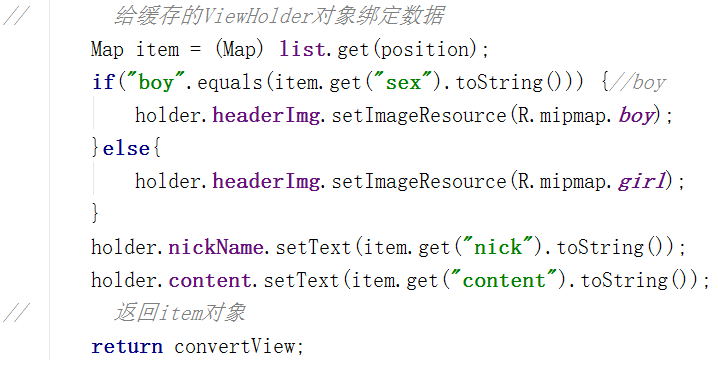 //        给缓存的ViewHolder对象绑定数据
        Map item = (Map) list.get(position);
        if("boy".equals(item.get("sex").toString())) {//boy
            holder.headerImg.setImageResource(R.mipmap.boy);
        }else{
            holder.headerImg.setImageResource(R.mipmap.girl);
        }
        holder.nickName.setText(item.get("nick").toString());
        holder.content.setText(item.get("content").toString());
//        返回item对象
        return convertView;